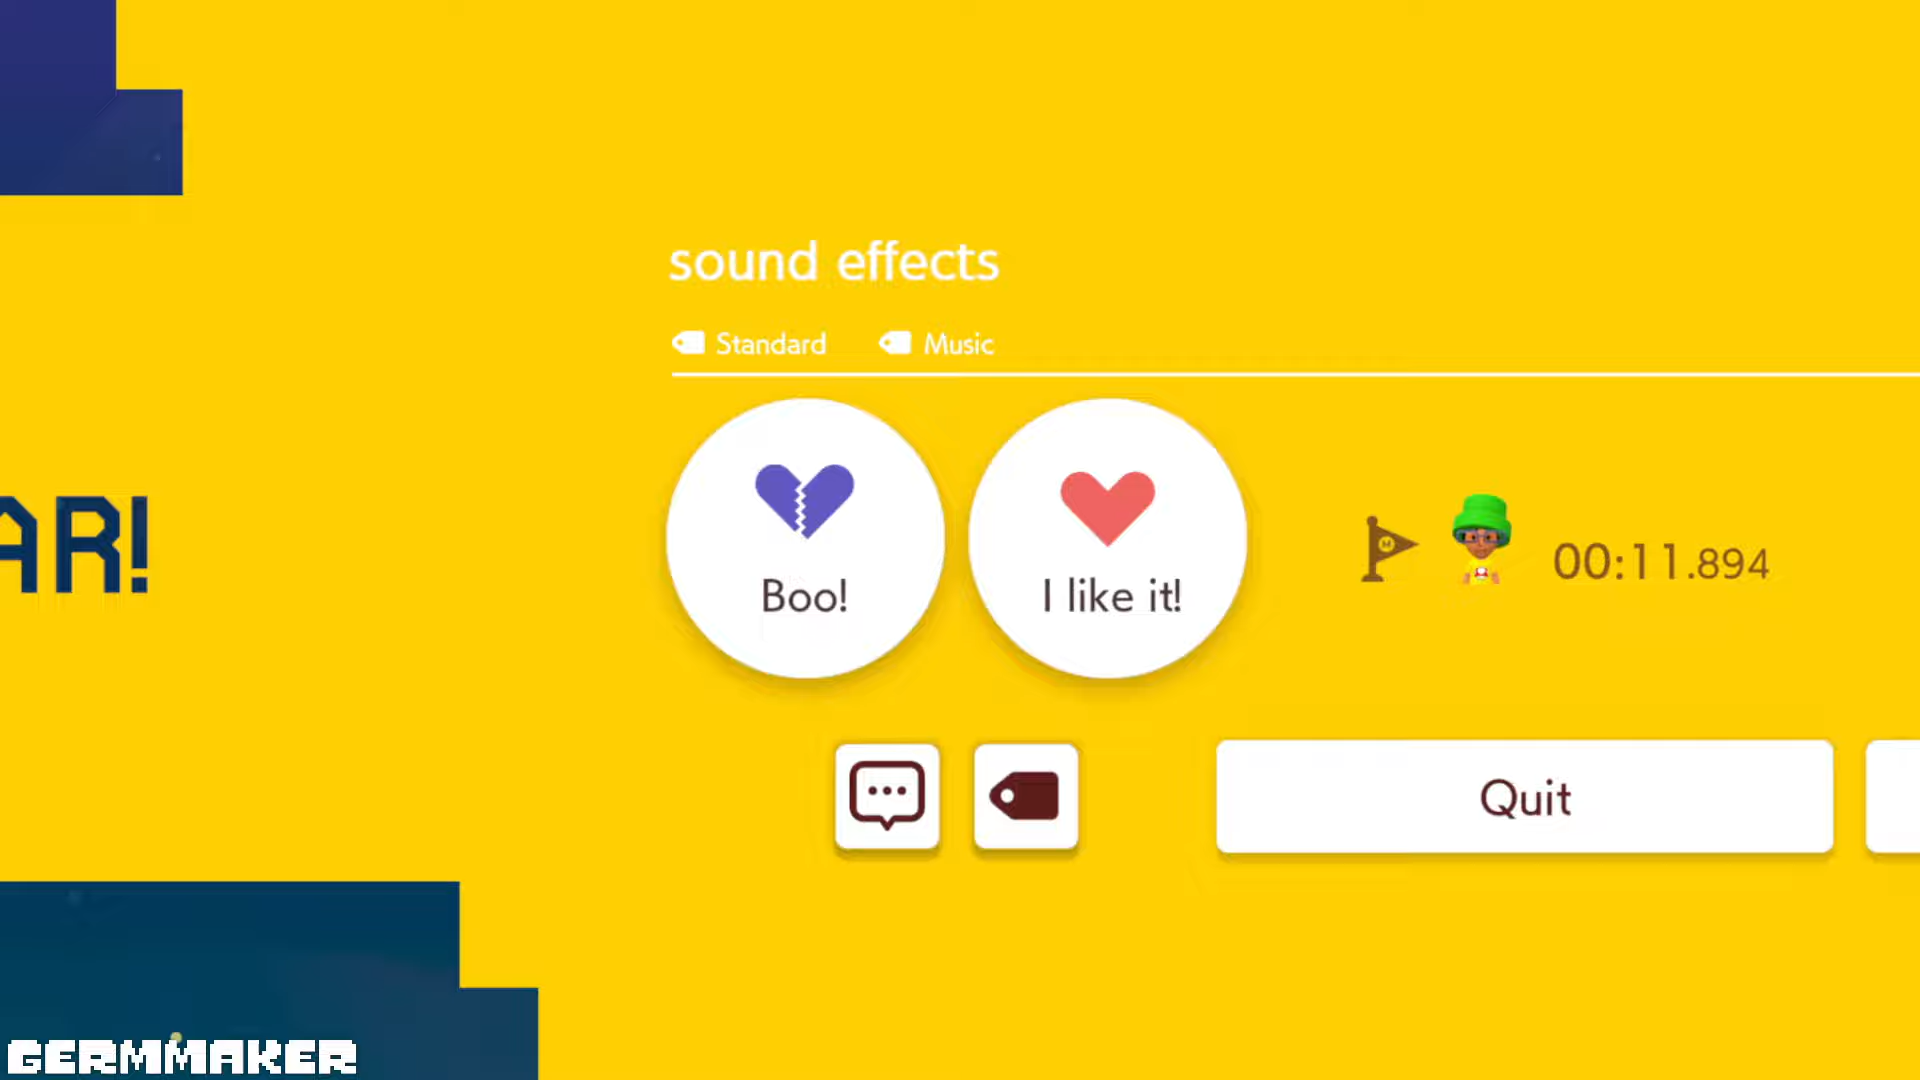 sound effects
Standard Music
AR!
Boo! I like it! M 00:11.894
Quit
GERMMAKER